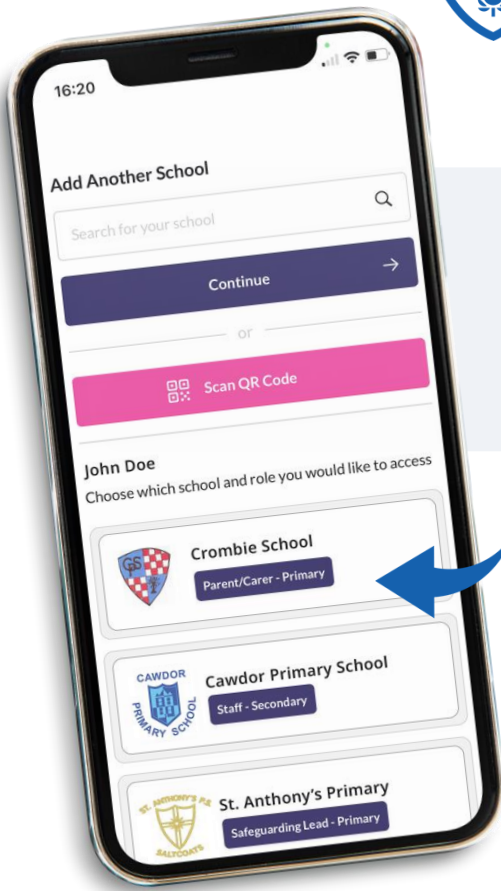 16:20
Add Another School
Search for your school
Continue
or
Scan QR Code
John Doe
Choose which school and role you would like to access
Crombie School
Parent/Carer - Primary
CAWDOR
PRIMARY SCHOOL
Cawdor Primary School
Staff - Secondary
ST. ANTHONY'S P.S.
SALTCOATS
St. Anthony's Primary
Safeguarding Lead - Primary